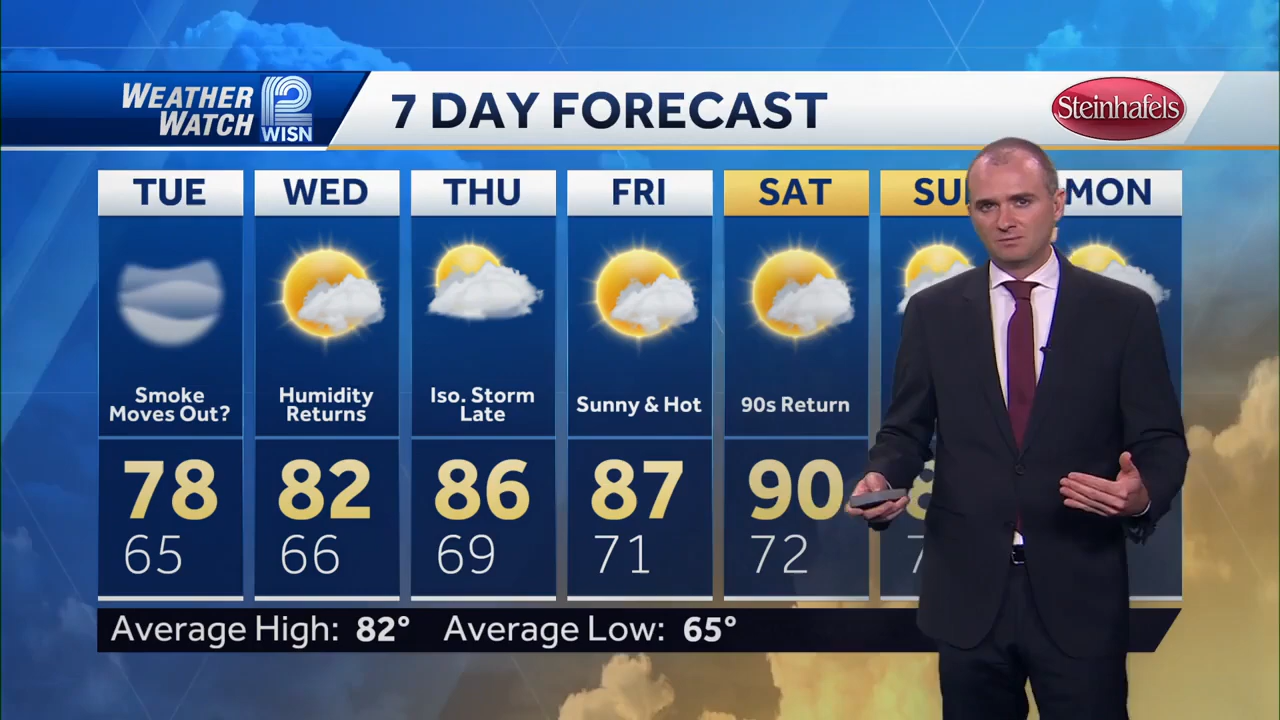 WEATHER
WATCH
12
WISN
7 DAY FORECAST
Steinhafels
TUE WED THU FRI SAT SU MON
Smoke
Moves Out?
Humidity
Returns
Iso. Storm
Late
Sunny & Hot
90s Return
78 82 86 87 90
65 66 69 71 72 7
Average High: 82° Average Low: 65°